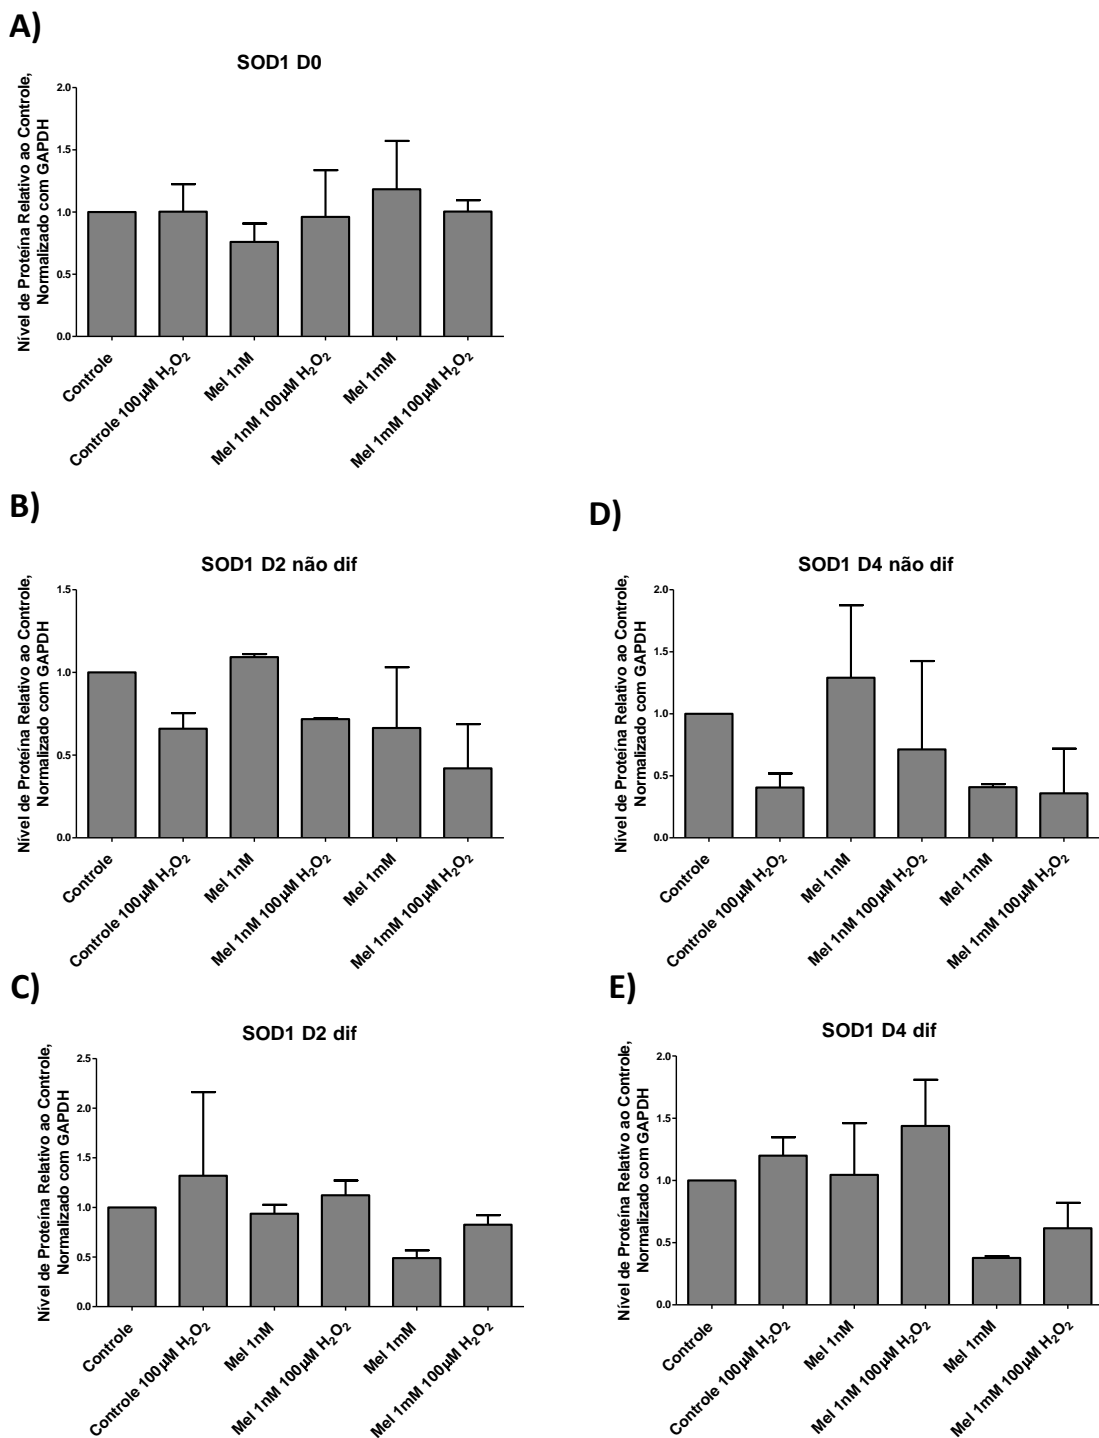 A)
SOD1 D0
Nível de Proteína Relativo ao Controle,
Normalizado com GAPDH
2.0
1.5
1.0
0.5
0.0
Controle
Controle 100µM H₂O₂
Mel 1nM
Mel 1nM 100µM H₂O₂
Mel 1mM
Mel 1mM 100µM H₂O₂
B)
SOD1 D2 não dif
Nível de Proteína Relativo ao Controle,
Normalizado com GAPDH
1.5
1.0
0.5
0.0
Controle
Controle 100µM H₂O₂
Mel 1nM
Mel 1nM 100µM H₂O₂
Mel 1mM
Mel 1mM 100µM H₂O₂
D)
SOD1 D4 não dif
Nível de Proteína Relativo ao Controle,
Normalizado com GAPDH
2.0
1.5
1.0
0.5
0.0
Controle
Controle 100µM H₂O₂
Mel 1nM
Mel 1nM 100µM H₂O₂
Mel 1mM
Mel 1mM 100µM H₂O₂
C)
SOD1 D2 dif
Nível de Proteína Relativo ao Controle,
Normalizado com GAPDH
2.5
2.0
1.5
1.0
0.5
0.0
Controle
Controle 100µM H₂O₂
Mel 1nM
Mel 1nM 100µM H₂O₂
Mel 1mM
Mel 1mM 100µM H₂O₂
E)
SOD1 D4 dif
Nível de Proteína Relativo ao Controle,
Normalizado com GAPDH
2.0
1.5
1.0
0.5
0.0
Controle
Controle 100µM H₂O₂
Mel 1nM
Mel 1nM 100µM H₂O₂
Mel 1mM
Mel 1mM 100µM H₂O₂